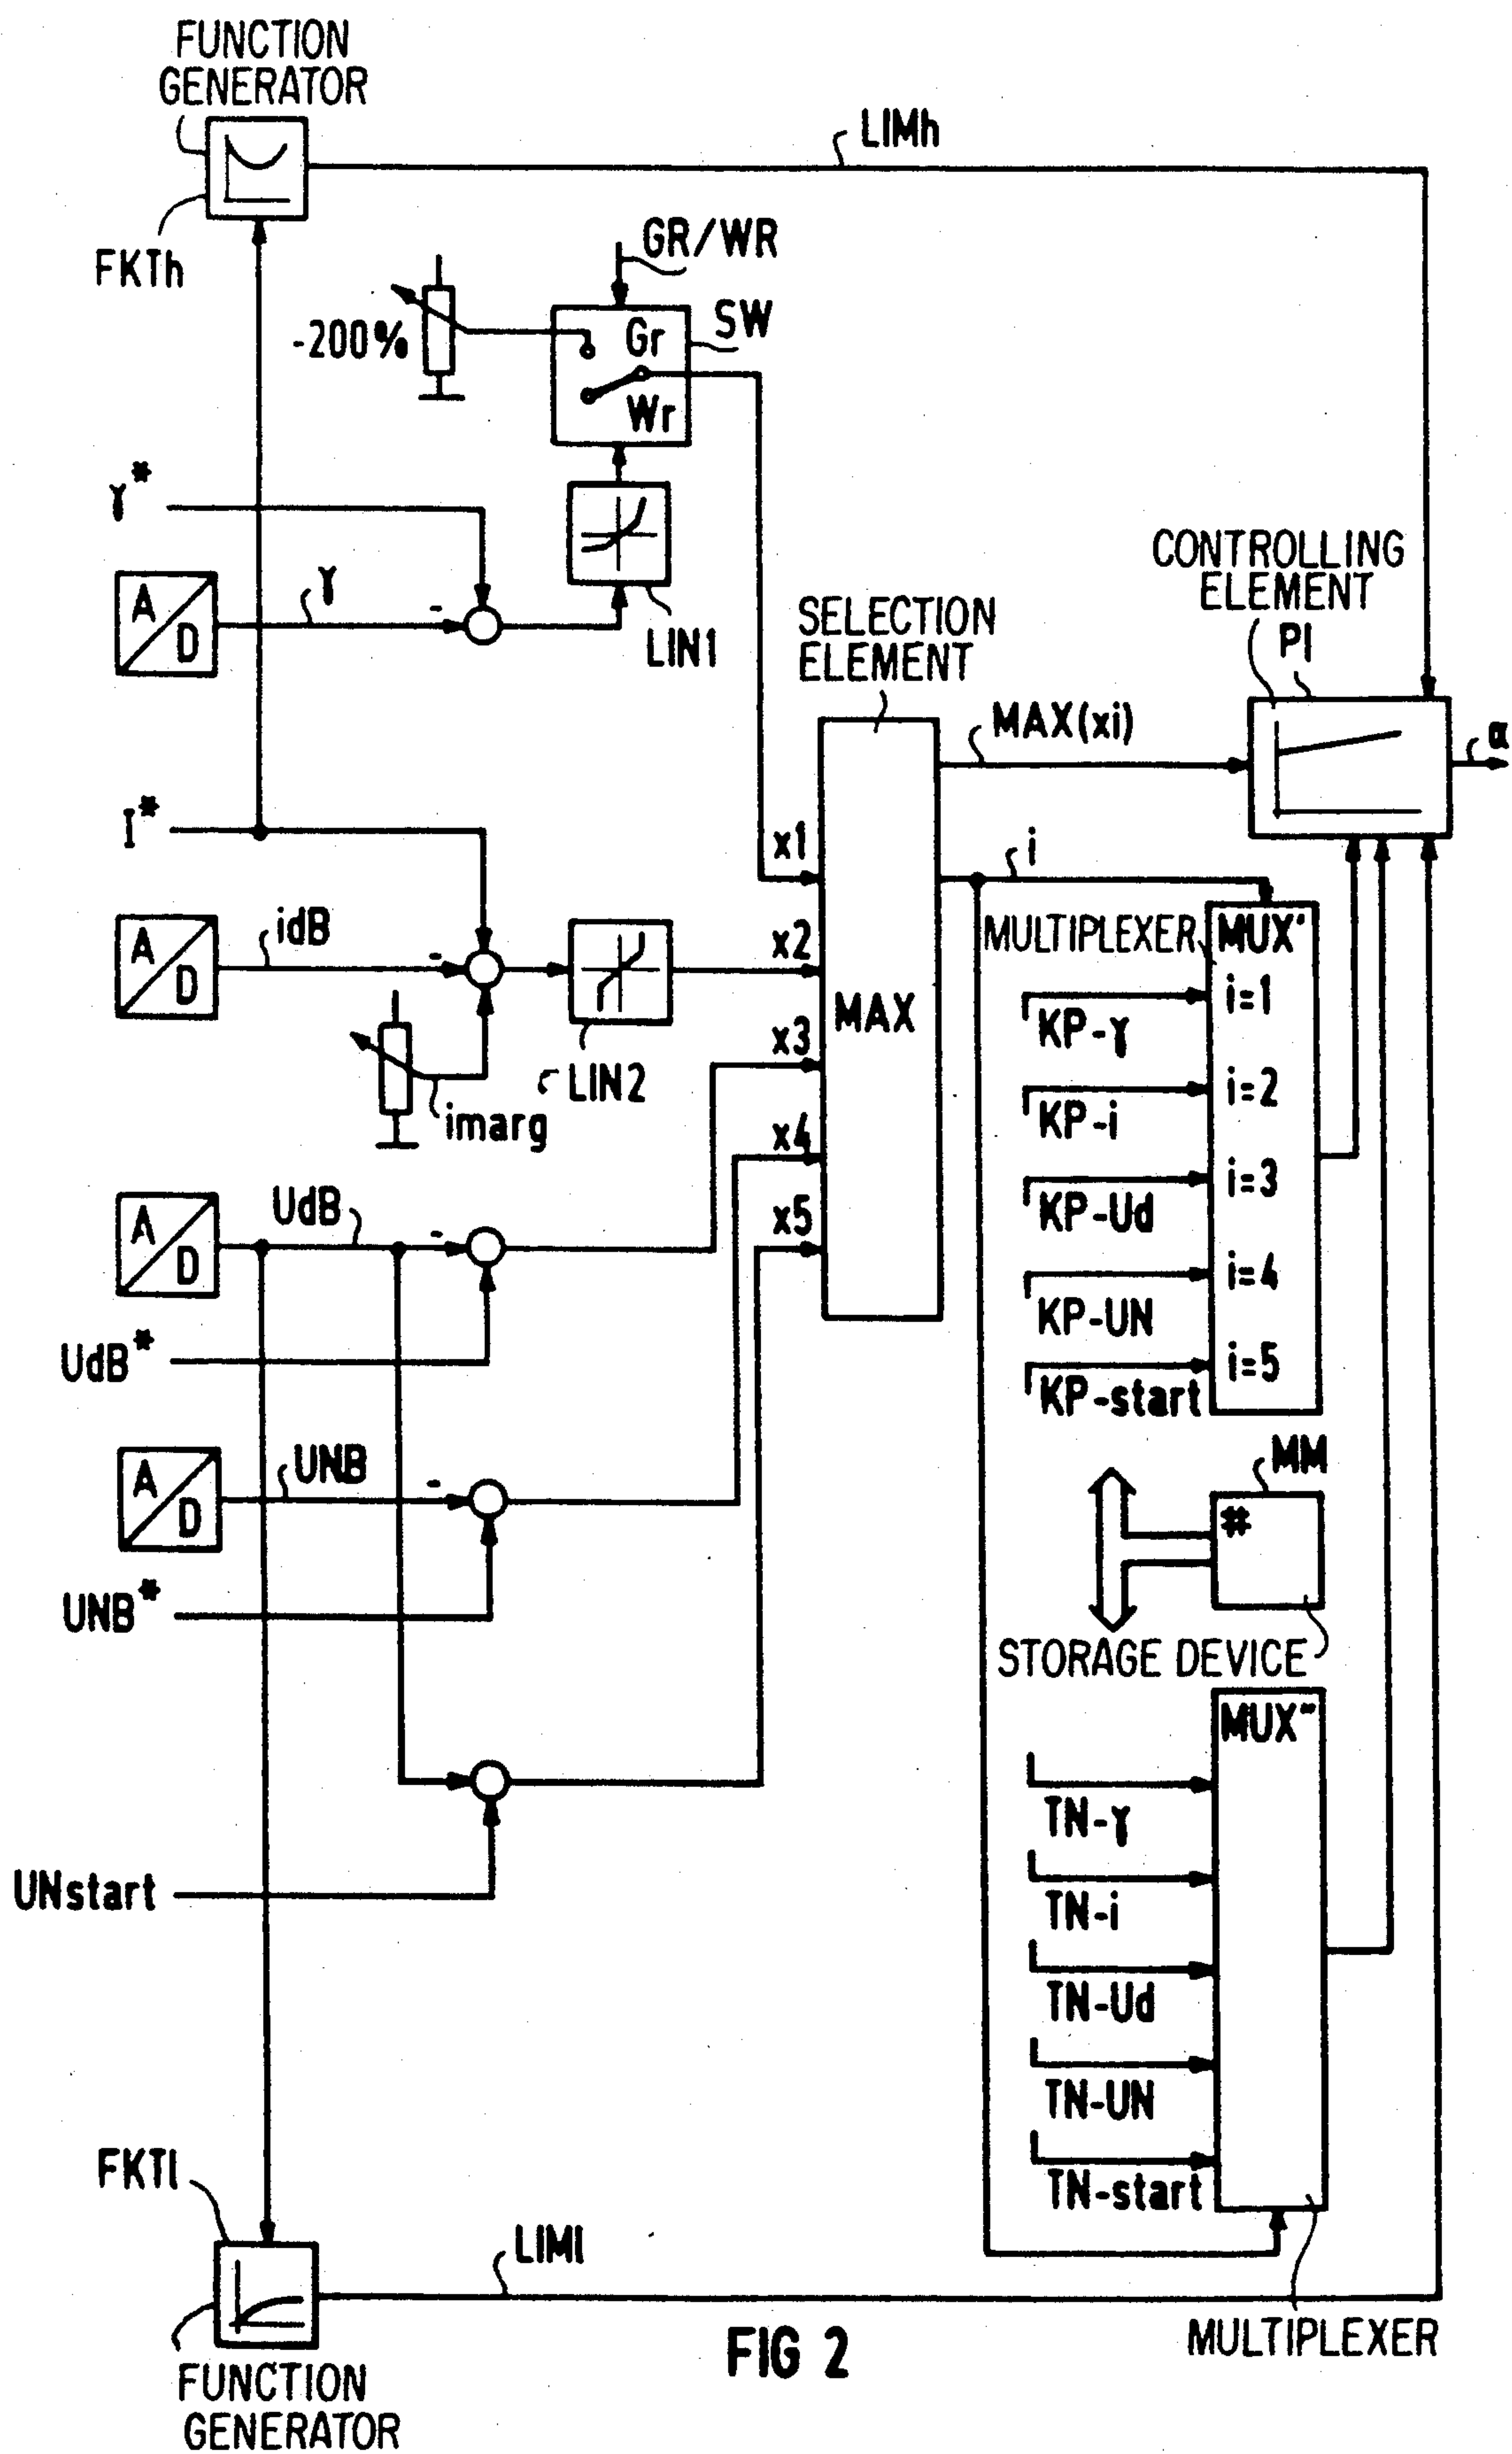 FUNCTION
GENERATOR
LIMh
FKTh
GR/WR
SW
-200%
Gr
Wr
γ*
A
D
γ
-
LIN1
CONTROLLING
ELEMENT
PI
SELECTION
ELEMENT
MAX(xi)
α
I*
x1
i
A
D
idB
-
x2
MULTIPLEXER
MUX'
i=1
KP-γ
MAX
x3
LIN2
imarg
i=2
KP-i
x4
i=3
KP-Ud
A
D
UdB
-
x5
i=4
KP-UN
UdB*
i=5
KP-start
A
D
UNB
-
MM
#
UNB*
STORAGE DEVICE
MUX"
TN-γ
UNstart
TN-i
TN-Ud
TN-UN
FKTl
TN-start
LIMl
MULTIPLEXER
FIG 2
FUNCTION
GENERATOR